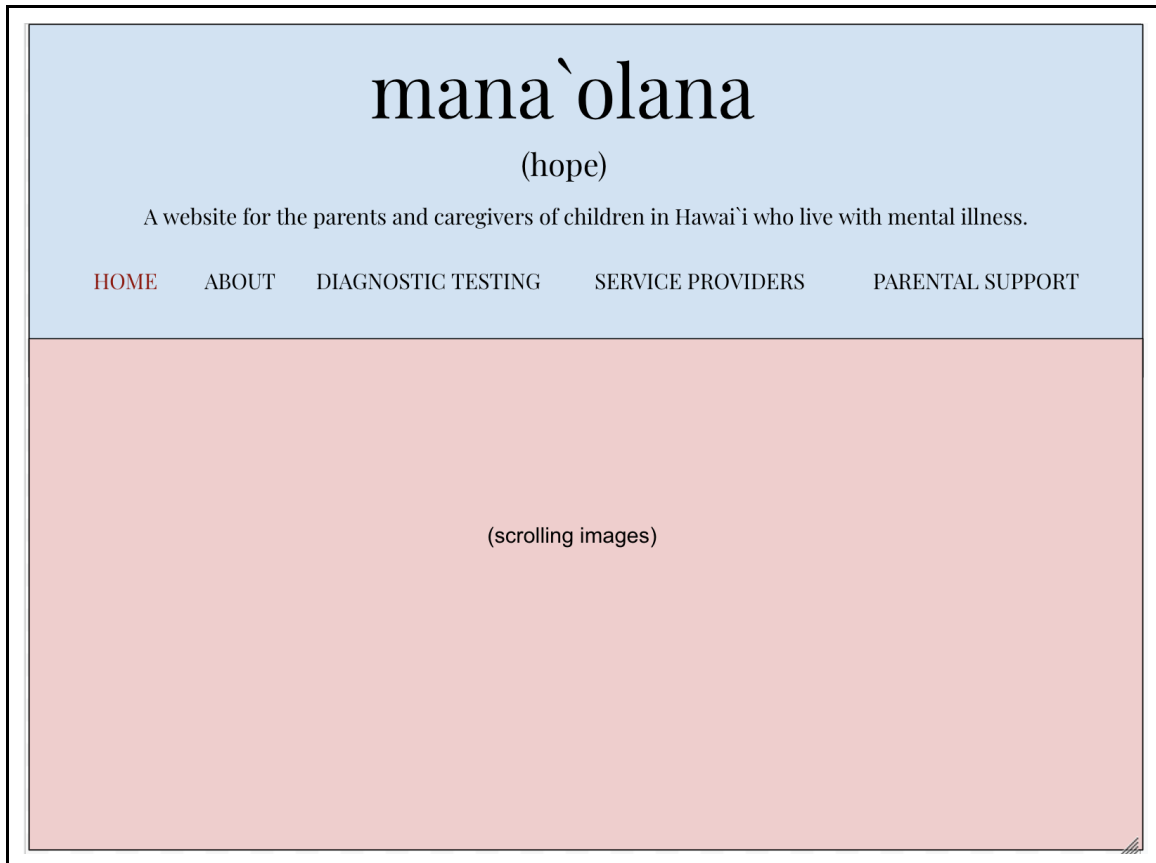 mana`olana
(hope)
A website for the parents and caregivers of children in Hawai`i who live with mental illness.
HOME ABOUT DIAGNOSTIC TESTING SERVICE PROVIDERS PARENTAL SUPPORT
(scrolling images)